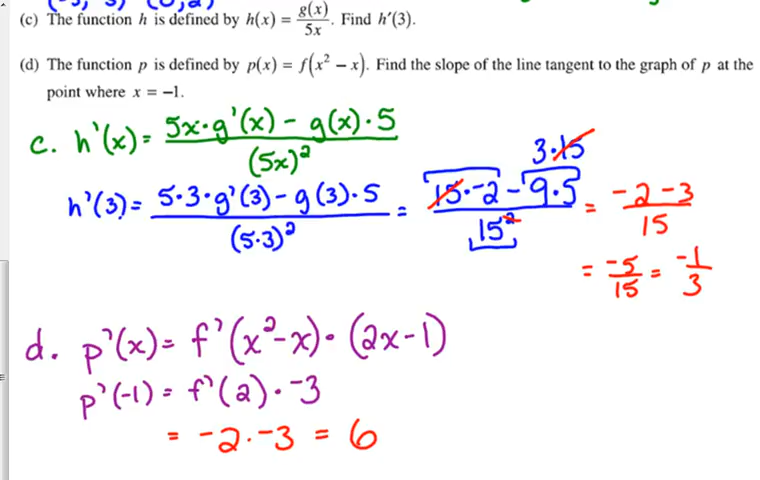 (c) The function h is defined by h(x) = g(x)/5x. Find h′(3).
(d) The function p is defined by p(x) = f(x² − x). Find the slope of the line tangent to the graph of p at the
point where x = −1.
c. h'(x) = (5x·g'(x) − g(x)·5)/(5x)²
3·15
h'(3) = (5·3·g'(3) − g(3)·5)/(5·3)² = (15·-2 − 9·5)/15² = (-2 -3)/15
= -5/15 = -1/3
d. p'(x) = f'(x²-x)·(2x-1)
p'(-1) = f'(2)·-3
= -2·-3 = 6